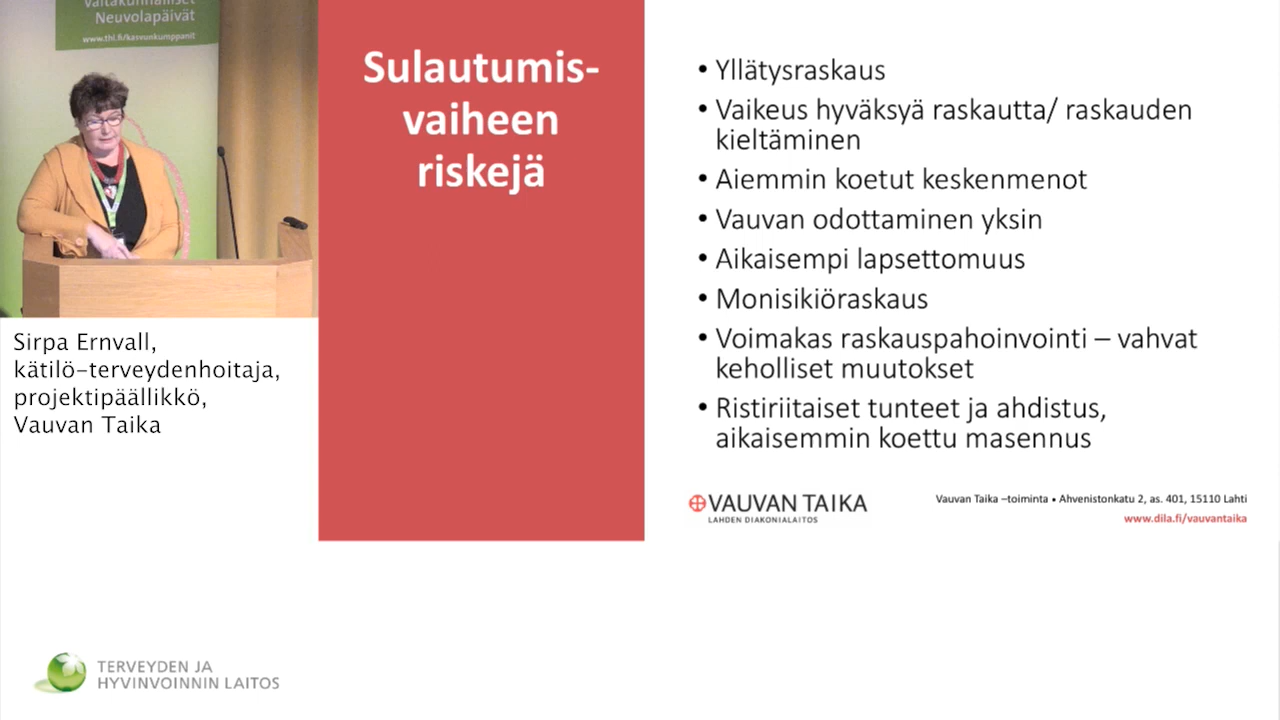 Valtakunnalliset
Neuvolapäivät
www.thl.fi/kasvunkumppanit
Sirpa Ernvall,
kätilö-terveydenhoitaja,
projektipäällikkö,
Vauvan Taika
Sulautumis-
vaiheen
riskejä
• Yllätysraskaus
• Vaikeus hyväksyä raskautta/ raskauden
kieltäminen
• Aiemmin koetut keskenmenot
• Vauvan odottaminen yksin
• Aikaisempi lapsettomuus
• Monisikiöraskaus
• Voimakas raskauspahoinvointi – vahvat
keholliset muutokset
• Ristiriitaiset tunteet ja ahdistus,
aikaisemmin koettu masennus
VAUVAN TAIKA
LAHDEN DIAKONIALAITOS
Vauvan Taika –toiminta • Ahvenistonkatu 2, as. 401, 15110 Lahti
www.dila.fi/vauvantaika
TERVEYDEN JA
HYVINVOINNIN LAITOS